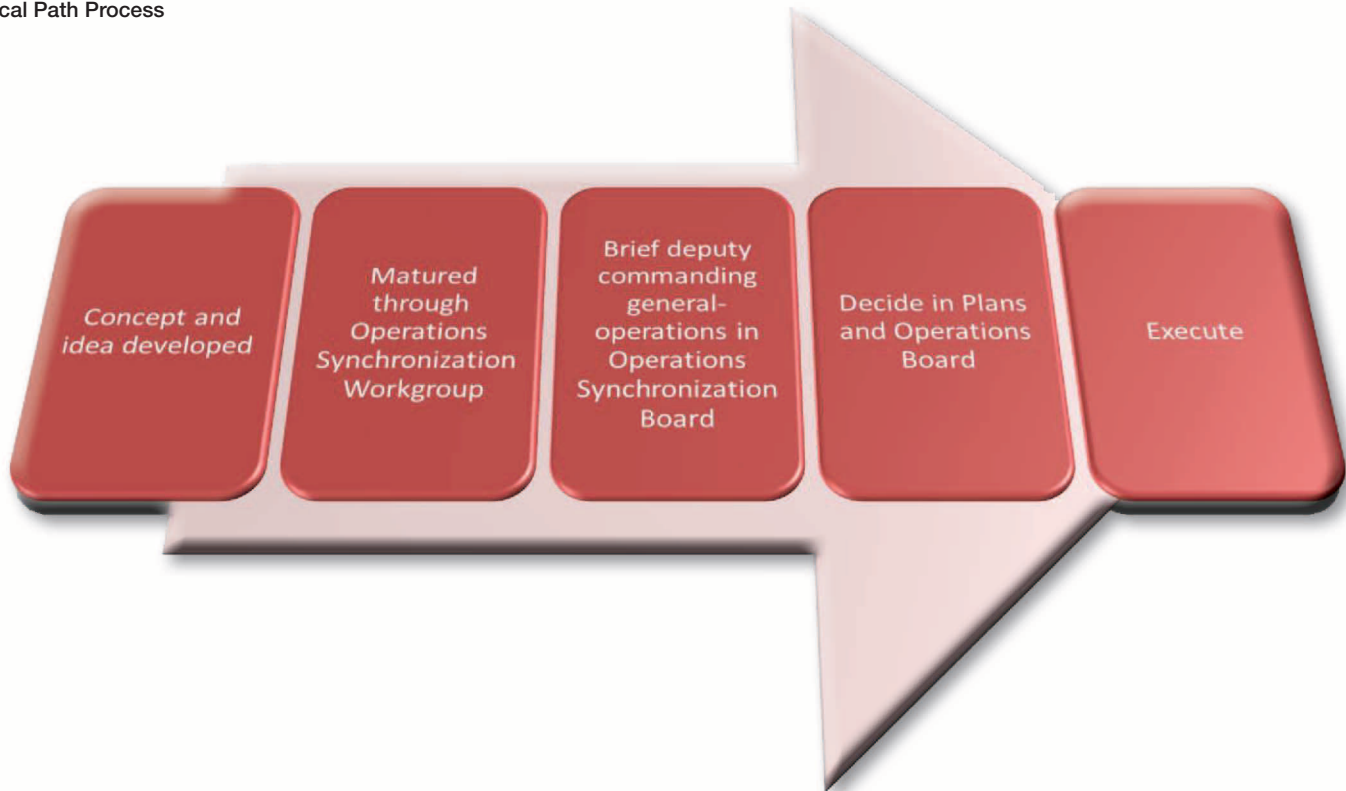 cal Path Process
Concept and
idea developed
Matured
through
Operations
Synchronization
Workgroup
Brief deputy
commanding
general-
operations in
Operations
Synchronization
Board
Decide in Plans
and Operations
Board
Execute